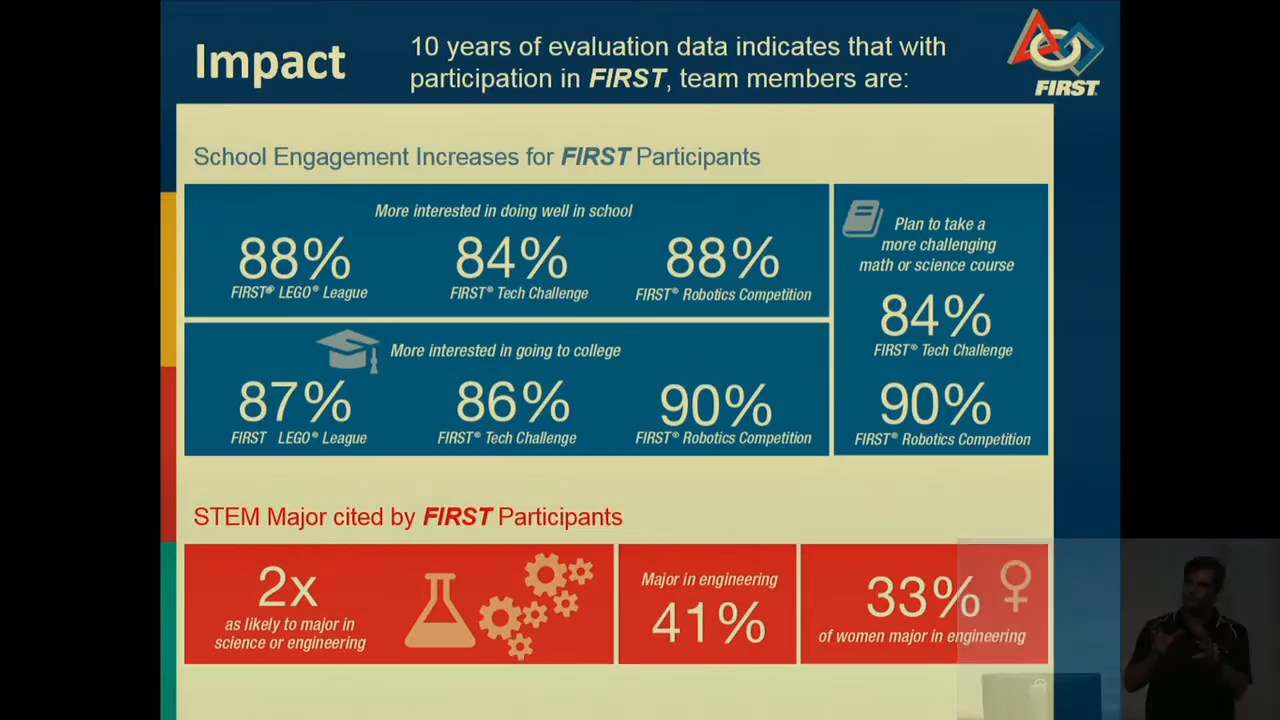 Impact
10 years of evaluation data indicates that with
participation in FIRST, team members are:
FIRST®
School Engagement Increases for FIRST Participants
More interested in doing well in school
88%
FIRST® LEGO® League
84%
FIRST® Tech Challenge
88%
FIRST® Robotics Competition
Plan to take a
more challenging
math or science course
84%
FIRST® Tech Challenge
90%
FIRST® Robotics Competition
More interested in going to college
87%
FIRST LEGO® League
86%
FIRST® Tech Challenge
90%
FIRST® Robotics Competition
STEM Major cited by FIRST Participants
2x
as likely to major in
science or engineering
Major in engineering
41%
33%
of women major in engineering